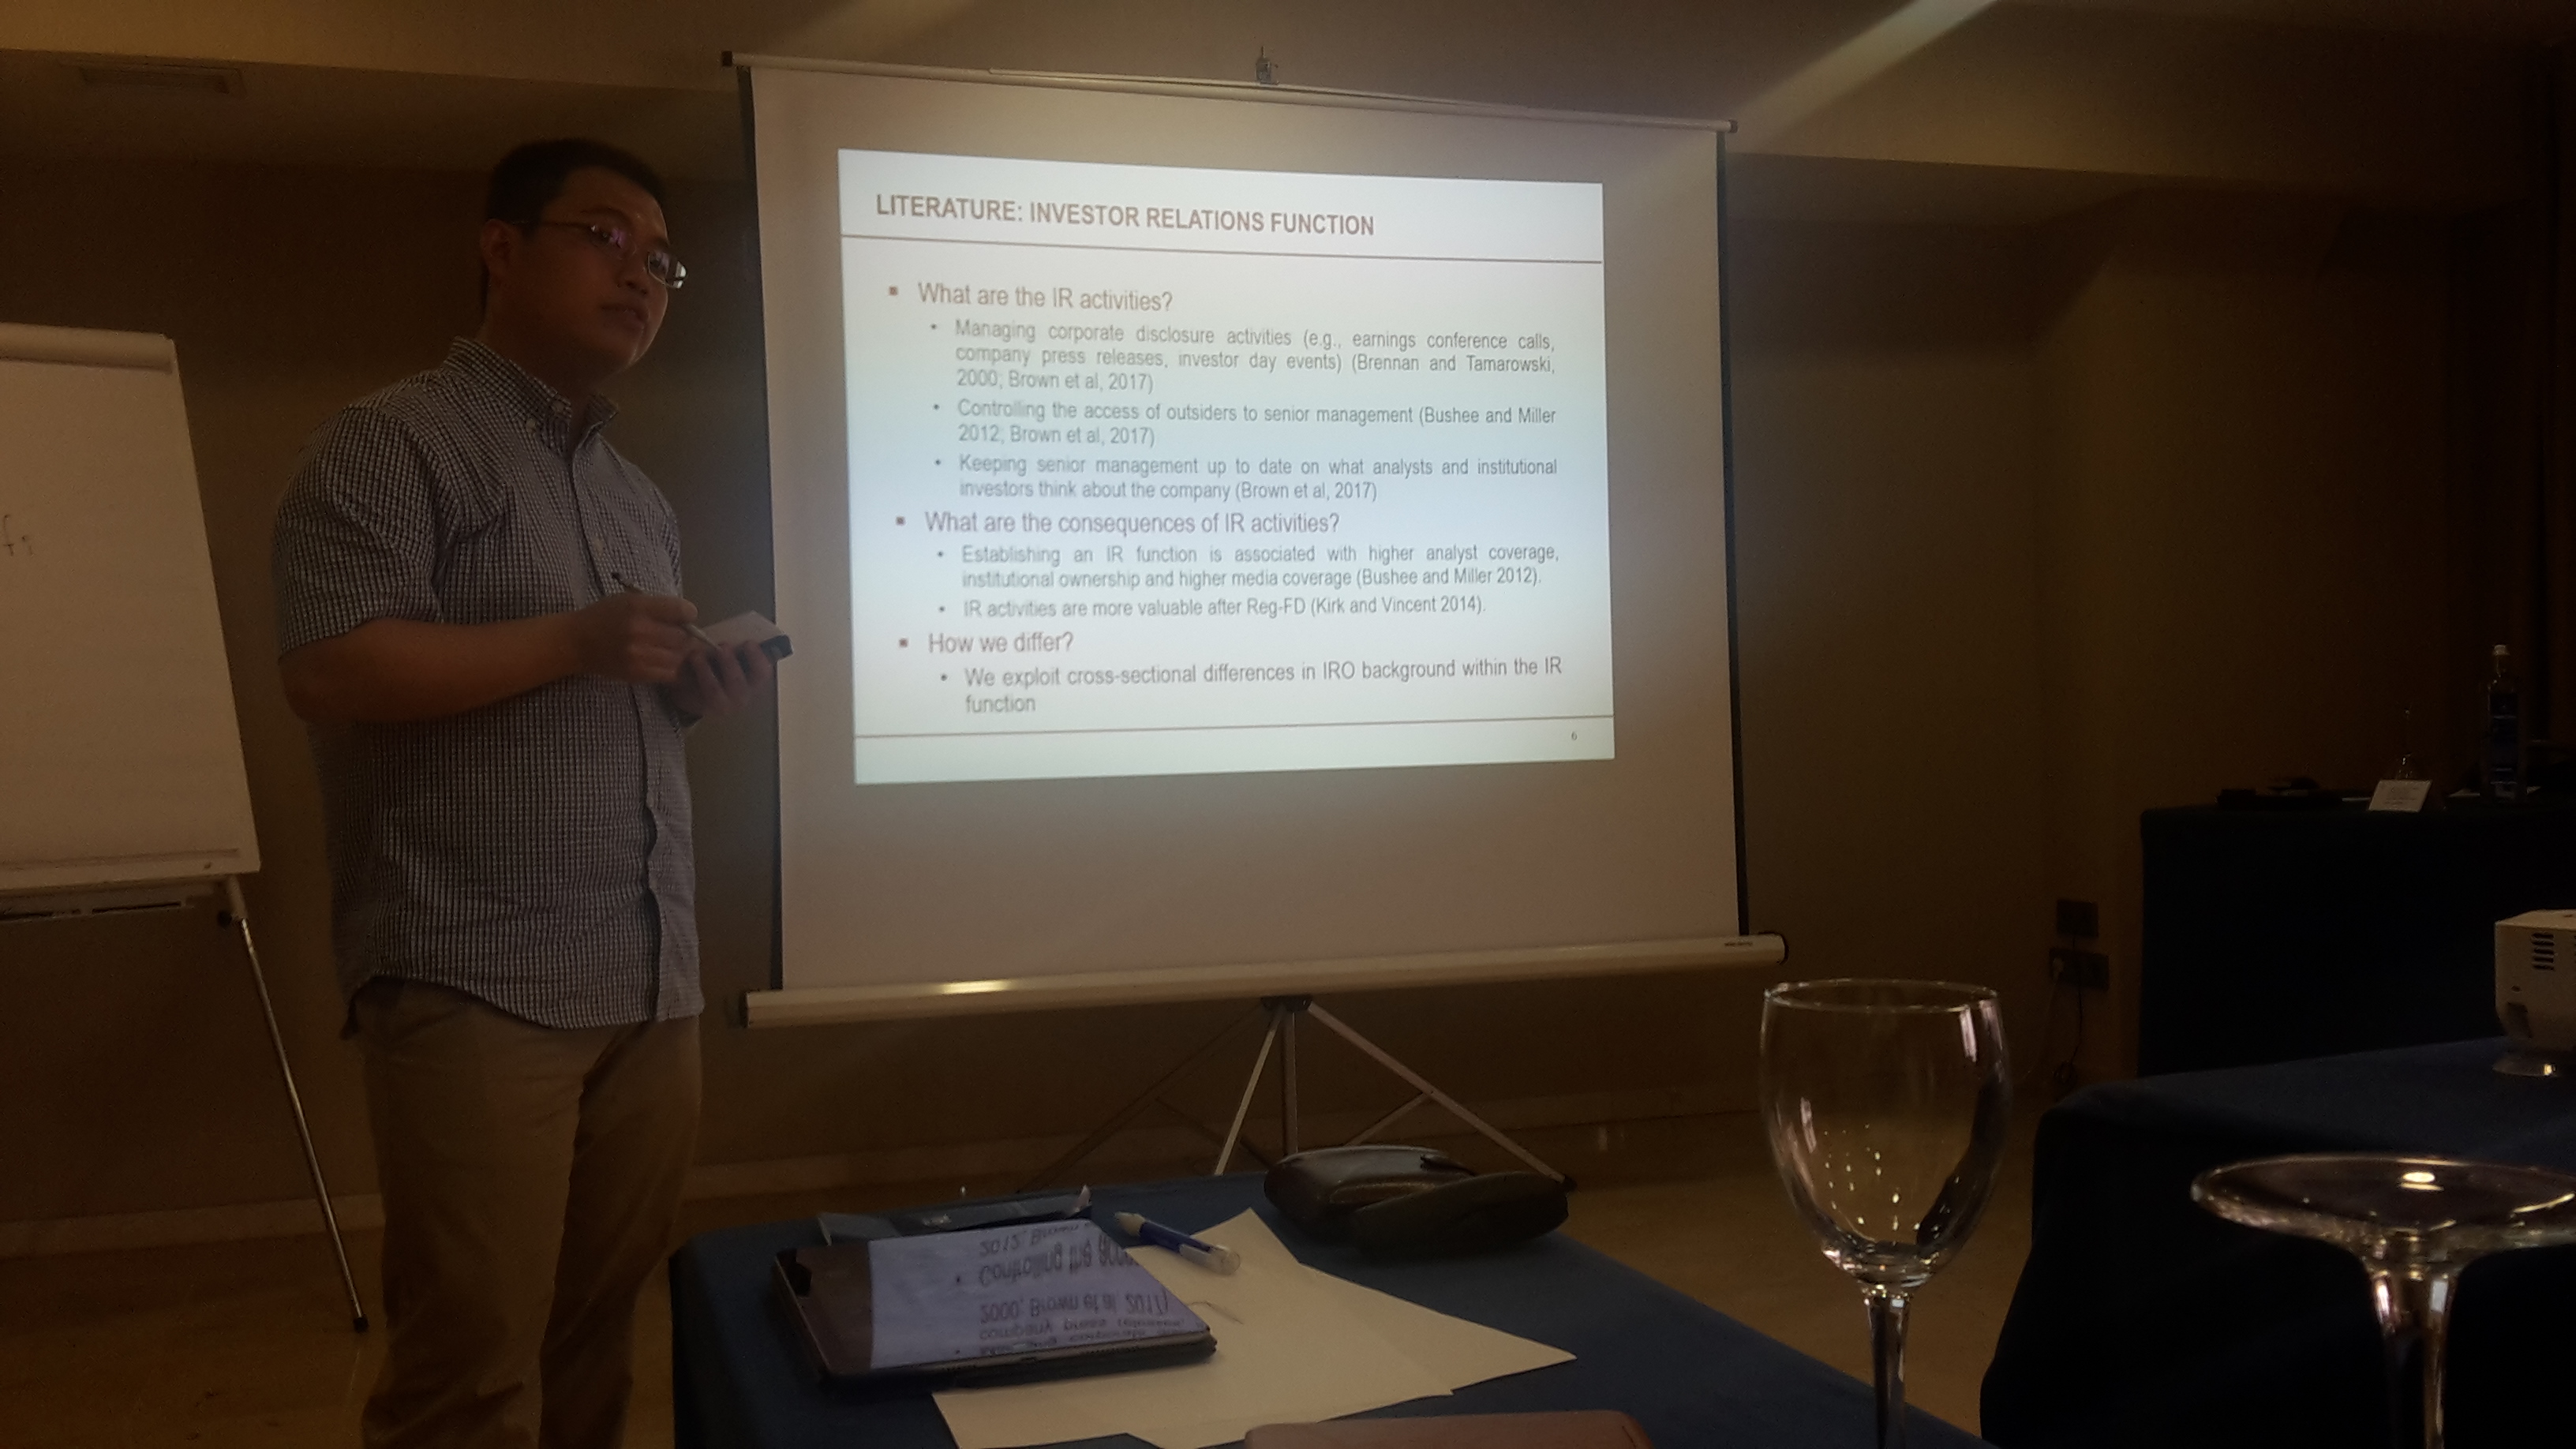 LITERATURE: INVESTOR RELATIONS FUNCTION
▪ What are the IR activities?
• Managing corporate disclosure activities (e.g., earnings conference calls,
company press releases, investor day events) (Brennan and Tamarowski,
2000; Brown et al, 2017)
• Controlling the access of outsiders to senior management (Bushee and Miller
2012; Brown et al, 2017)
• Keeping senior management up to date on what analysts and institutional
investors think about the company (Brown et al, 2017)
▪ What are the consequences of IR activities?
• Establishing an IR function is associated with higher analyst coverage,
institutional ownership and higher media coverage (Bushee and Miller 2012).
• IR activities are more valuable after Reg-FD (Kirk and Vincent 2014).
▪ How we differ?
• We exploit cross-sectional differences in IRO background within the IR
function
6